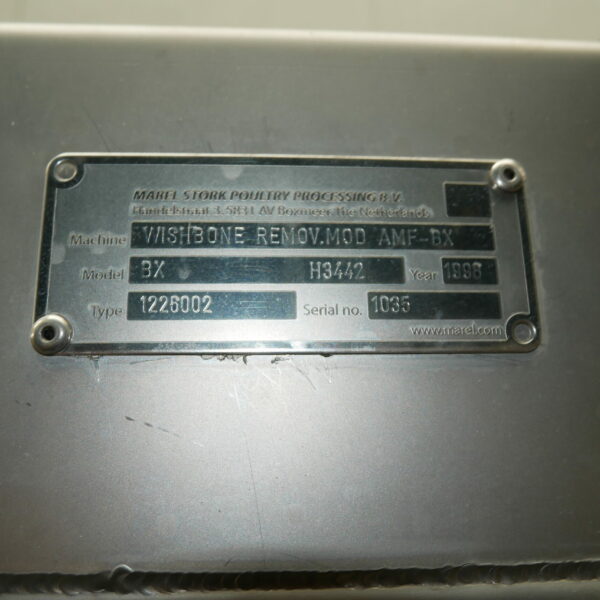 MAREL STORK POULTRY PROCESSING B.V.
Handelstraat 3, 5831 AV Boxmeer, The Netherlands
Machine WISHBONE REMOV.MOD AMF-BX
Model BX H3442 Year 1998
Type 1226002 Serial no. 1035
www.marel.com